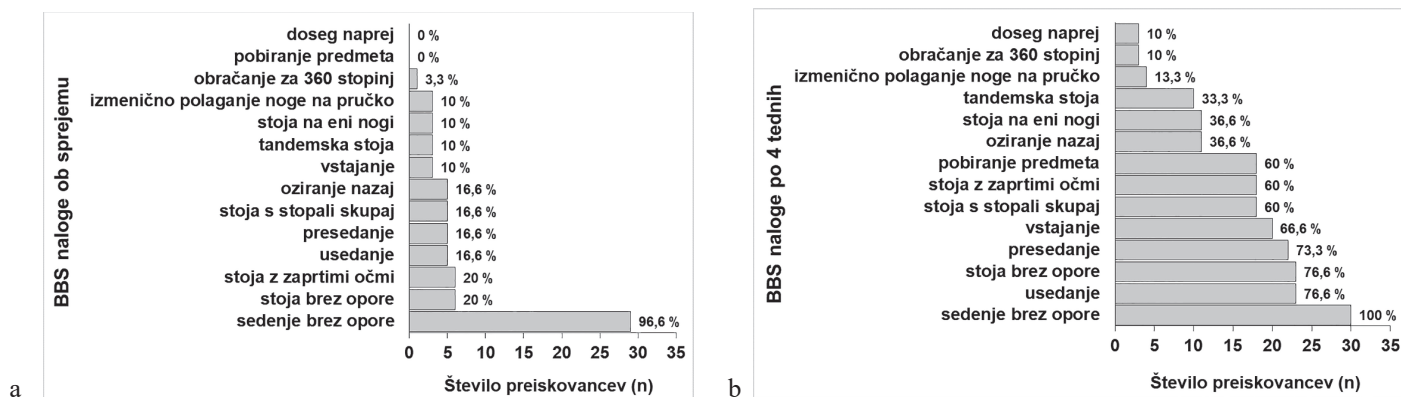 BBS naloge ob sprejemu
doseg naprej 0 %
pobiranje predmeta 0 %
obračanje za 360 stopinj 3,3 %
izmenično polaganje noge na pručko 10 %
stoja na eni nogi 10 %
tandemska stoja 10 %
vstajanje 10 %
oziranje nazaj 16,6 %
stoja s stopali skupaj 16,6 %
presedanje 16,6 %
usedanje 16,6 %
stoja z zaprtimi očmi 20 %
stoja brez opore 20 %
sedenje brez opore 96,6 %
0 5 10 15 20 25 30 35
Število preiskovancev (n)
a
BBS naloge po 4 tednih
doseg naprej 10 %
obračanje za 360 stopinj 10 %
izmenično polaganje noge na pručko 13,3 %
tandemska stoja 33,3 %
stoja na eni nogi 36,6 %
oziranje nazaj 36,6 %
pobiranje predmeta 60 %
stoja z zaprtimi očmi 60 %
stoja s stopali skupaj 60 %
vstajanje 66,6 %
presedanje 73,3 %
stoja brez opore 76,6 %
usedanje 76,6 %
sedenje brez opore 100 %
0 5 10 15 20 25 30 35
Število preiskovancev (n)
b